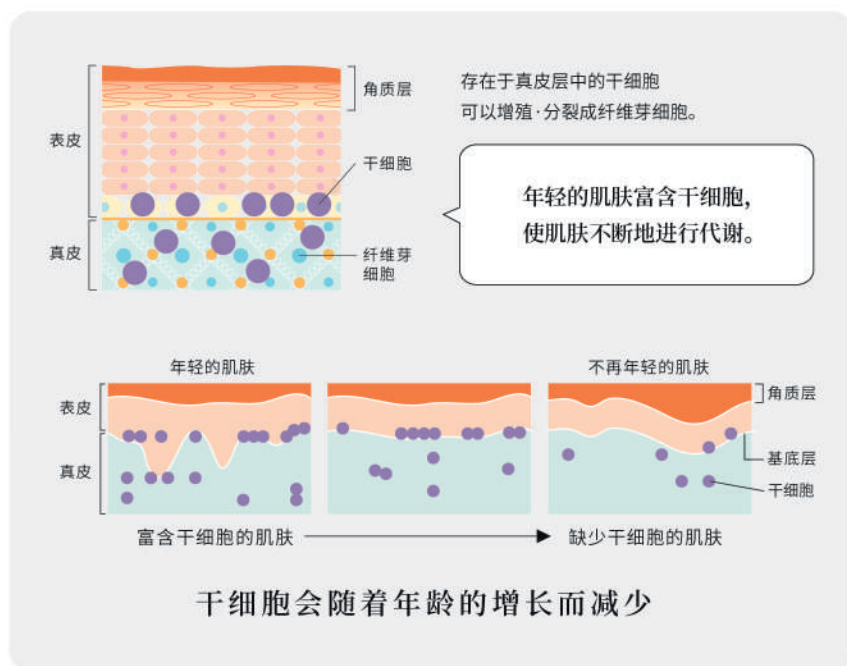 存在于真皮层中的干细胞
可以增殖·分裂成纤维芽细胞。
角质层
表皮
干细胞
年轻的肌肤富含干细胞，
使肌肤不断地进行代谢。
真皮
纤维芽
细胞
年轻的肌肤
不再年轻的肌肤
表皮
角质层
真皮
基底层
干细胞
富含干细胞的肌肤
缺少干细胞的肌肤
干细胞会随着年龄的增长而减少